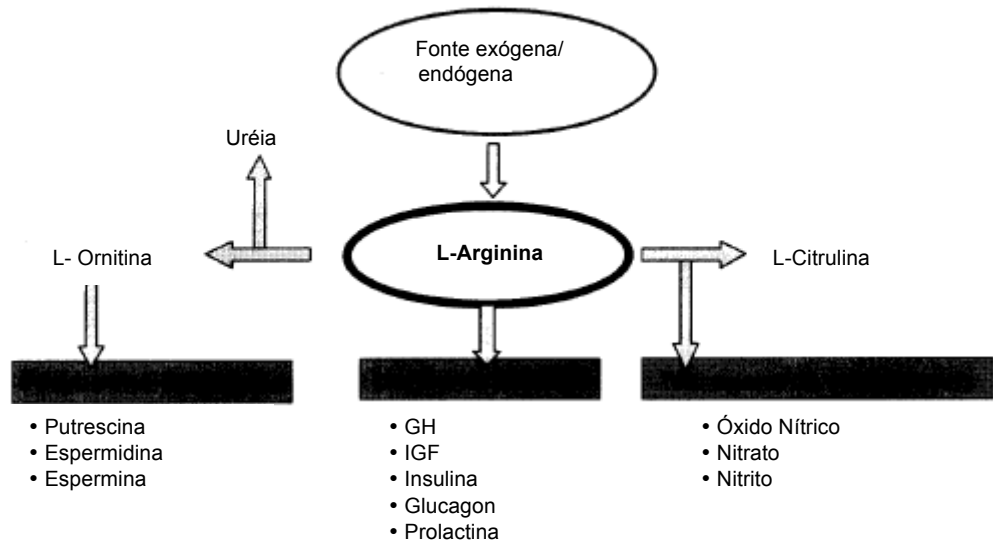 Fonte exógena/
endógena
Uréia
L- Ornitina
L-Arginina
L-Citrulina
• Putrescina
• Espermidina
• Espermina
• GH
• IGF
• Insulina
• Glucagon
• Prolactina
• Óxido Nítrico
• Nitrato
• Nitrito